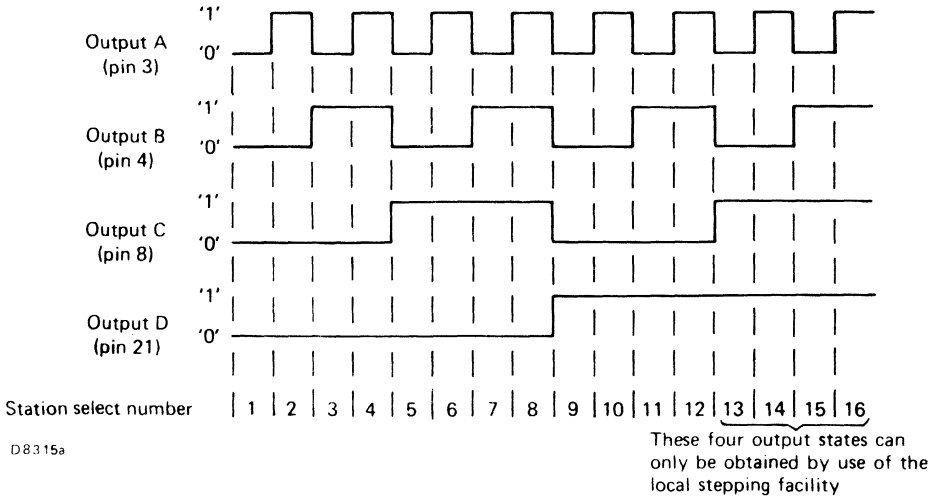 '1'
Output A
(pin 3)
'0'
'1'
Output B
(pin 4)
'0'
'1'
Output C
(pin 8)
'0'
'1'
Output D
(pin 21)
'0'
Station select number 1 2 3 4 5 6 7 8 9 10 11 12 13 14 15 16
D8315a
These four output states can
only be obtained by use of the
local stepping facility